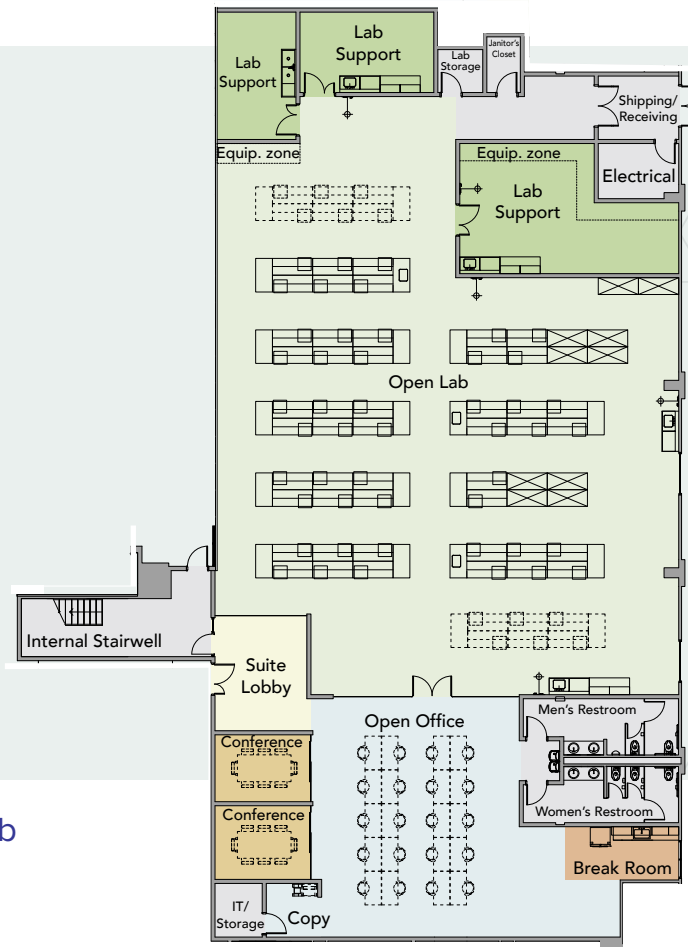 Lab
Support
Lab
Support
Lab
Storage
Janitor's
Closet
Shipping/
Receiving
Equip. zone
Equip. zone
Lab
Support
Electrical
Open Lab
Internal Stairwell
Suite
Lobby
Open Office
Men's Restroom
Conference
Women's Restroom
Conference
b
Break Room
IT/
Storage
Copy